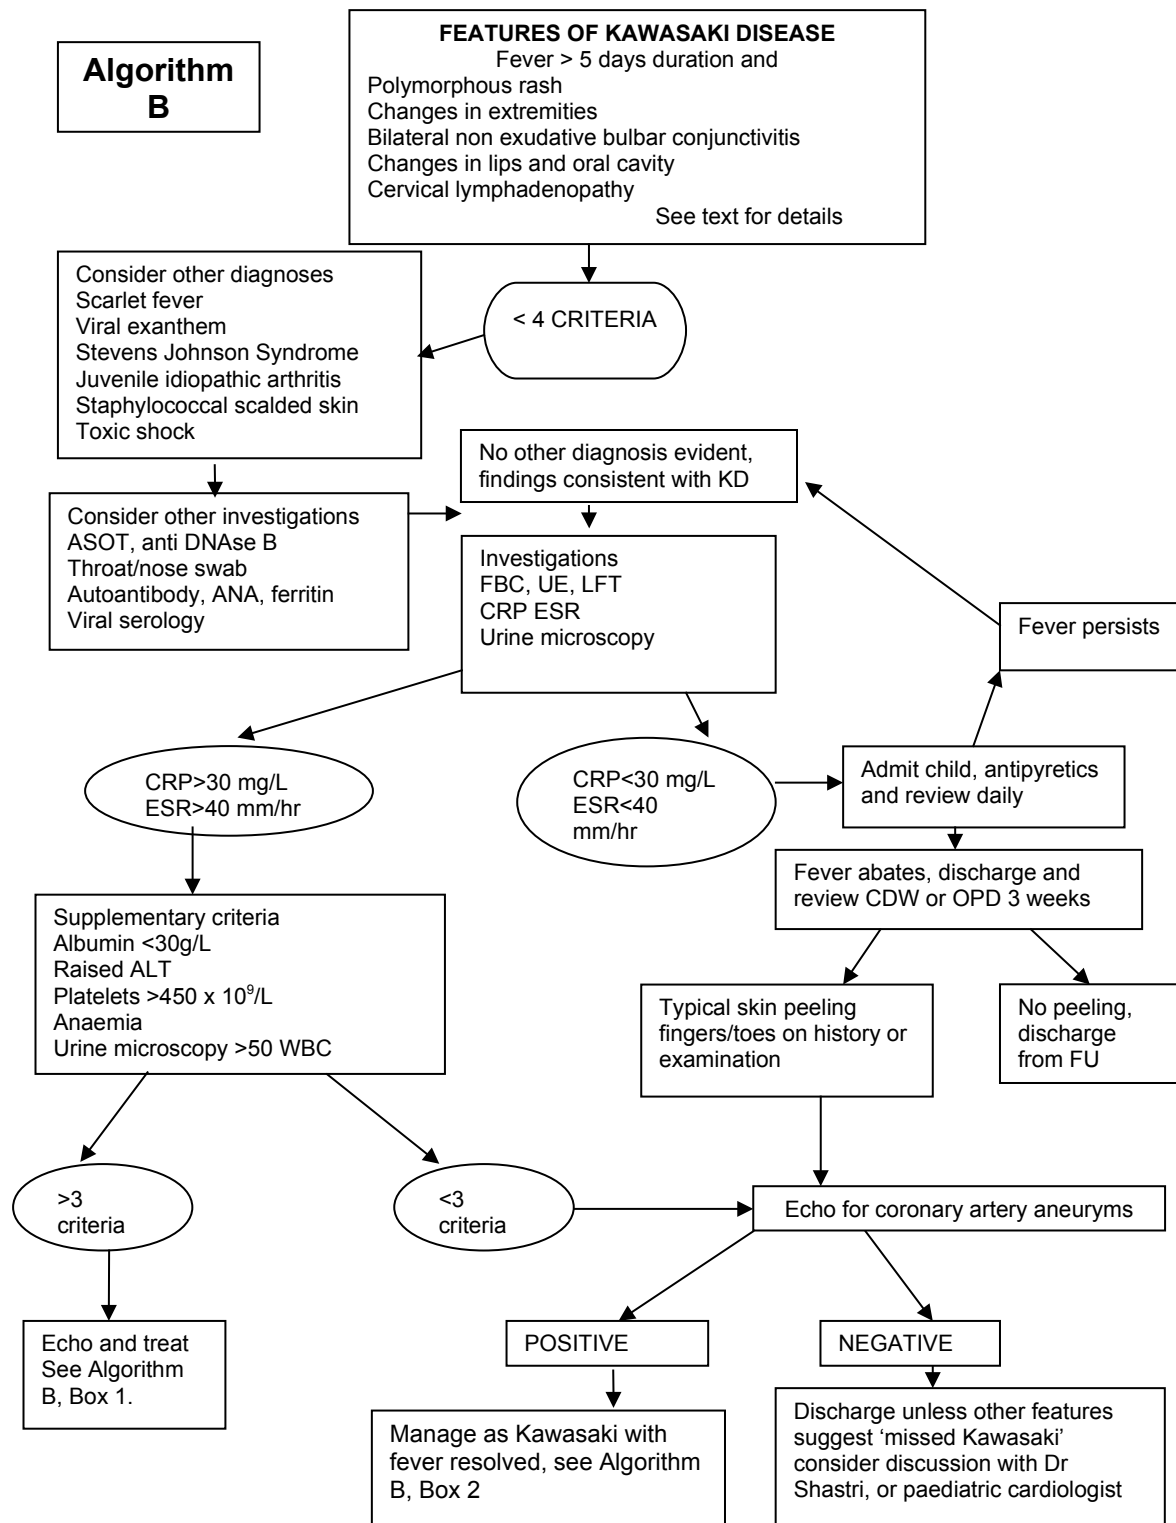 Algorithm
B
FEATURES OF KAWASAKI DISEASE
Fever > 5 days duration and
Polymorphous rash
Changes in extremities
Bilateral non exudative bulbar conjunctivitis
Changes in lips and oral cavity
Cervical lymphadenopathy
See text for details
< 4 CRITERIA
Consider other diagnoses
Scarlet fever
Viral exanthem
Stevens Johnson Syndrome
Juvenile idiopathic arthritis
Staphylococcal scalded skin
Toxic shock
No other diagnosis evident,
findings consistent with KD
Consider other investigations
ASOT, anti DNAse B
Throat/nose swab
Autoantibody, ANA, ferritin
Viral serology
Investigations
FBC, UE, LFT
CRP ESR
Urine microscopy
Fever persists
CRP>30 mg/L
ESR>40 mm/hr
CRP<30 mg/L
ESR<40
mm/hr
Admit child, antipyretics
and review daily
Fever abates, discharge and
review CDW or OPD 3 weeks
Supplementary criteria
Albumin <30g/L
Raised ALT
Platelets >450 x 10⁹/L
Anaemia
Urine microscopy >50 WBC
Typical skin peeling
fingers/toes on history or
examination
No peeling,
discharge
from FU
>3
criteria
<3
criteria
Echo for coronary artery aneuryms
Echo and treat
See Algorithm
B, Box 1.
POSITIVE
NEGATIVE
Manage as Kawasaki with
fever resolved, see Algorithm
B, Box 2
Discharge unless other features
suggest ‘missed Kawasaki’
consider discussion with Dr
Shastri, or paediatric cardiologist